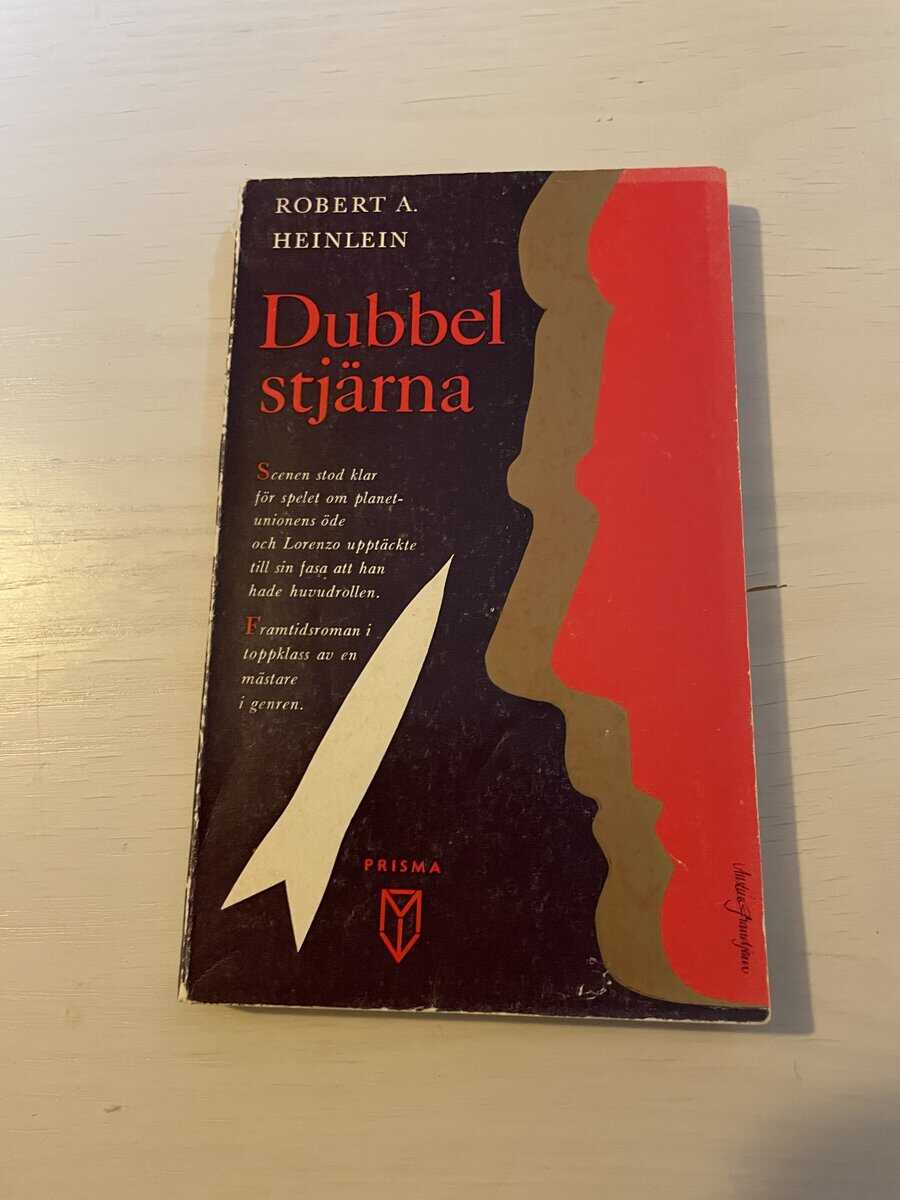 ROBERT A.
HEINLEIN
Dubbel
stjärna
Scenen stod klar
för spelet om planet-
unionens öde
och Lorenzo upptäckte
till sin fasa att han
hade huvudrollen.
Framtidsroman i
toppklass av en
mästare
i genren.
PRISMA